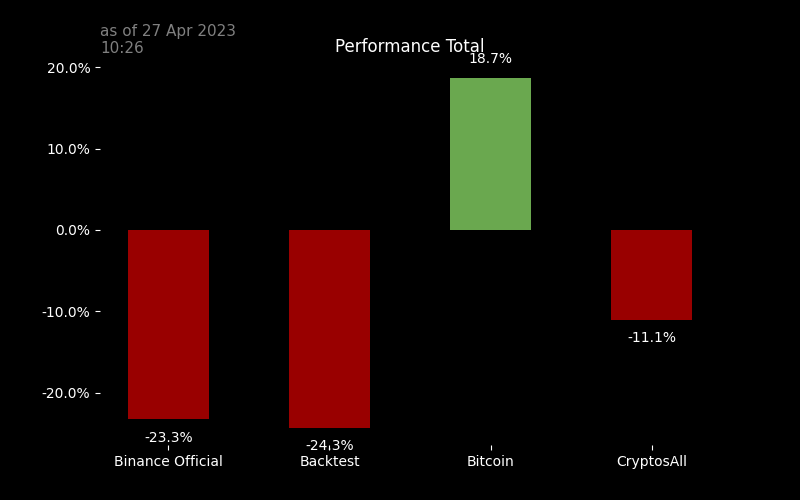 as of 27 Apr 2023
10:26
Performance Total
18.7%
20.0%
10.0%
0.0%
-10.0%
-11.1%
-20.0%
-23.3%
-24.3%
Binance Official
Backtest
Bitcoin
CryptosAll